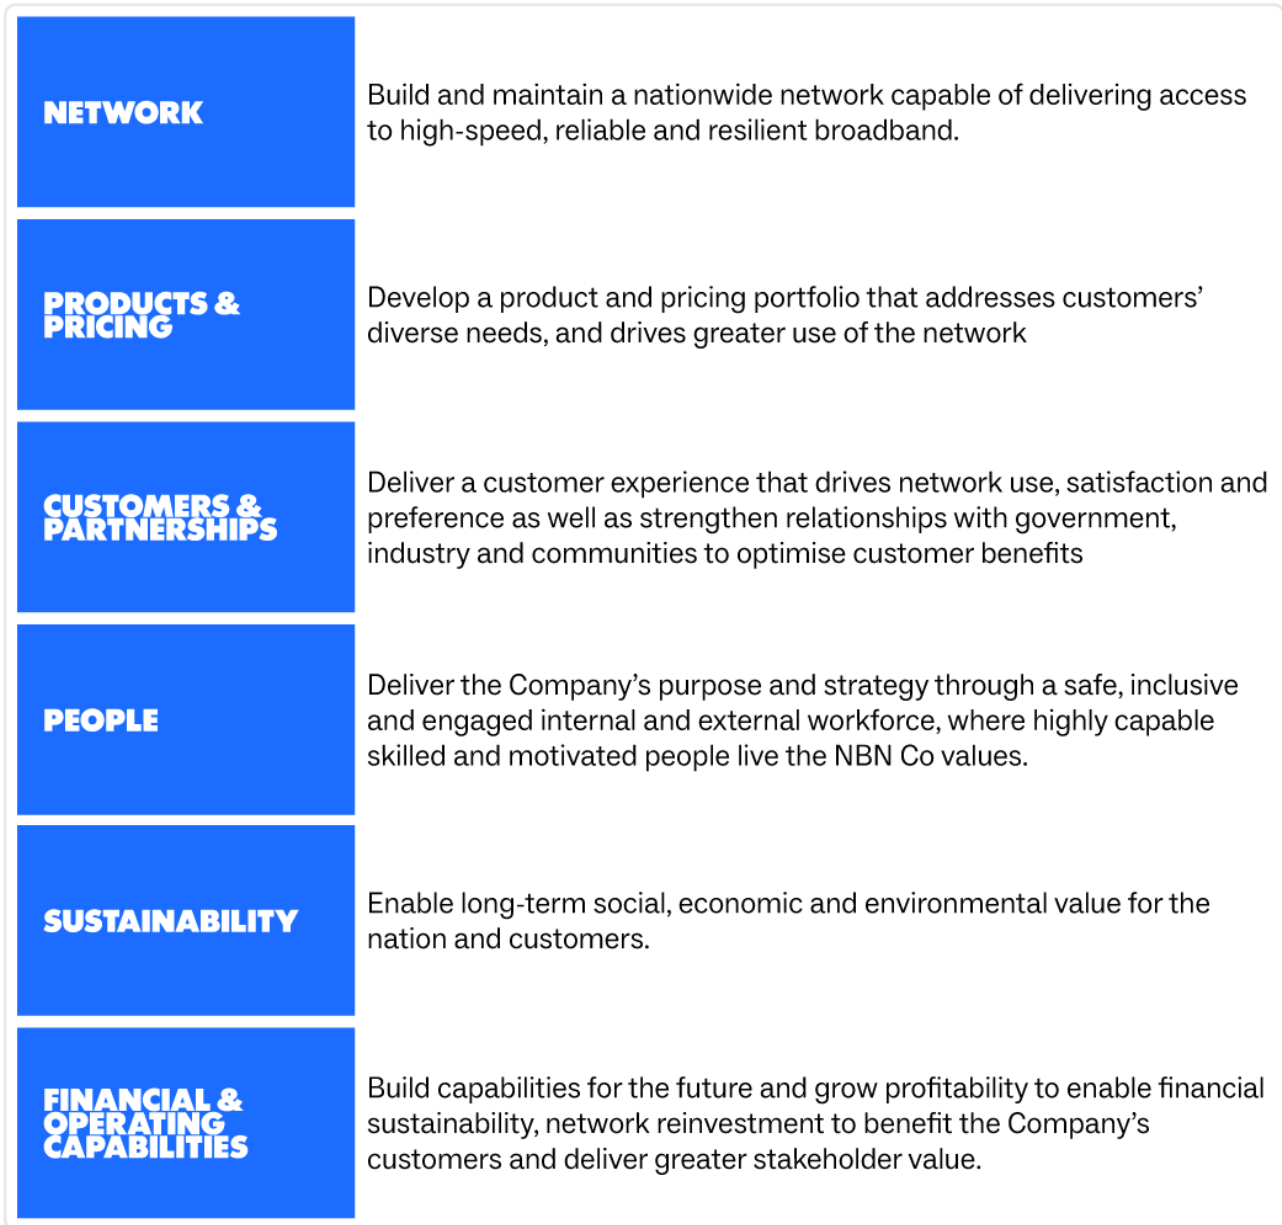 NETWORK
Build and maintain a nationwide network capable of delivering access
to high-speed, reliable and resilient broadband.
PRODUCTS &
PRICING
Develop a product and pricing portfolio that addresses customers’
diverse needs, and drives greater use of the network
CUSTOMERS &
PARTNERSHIPS
Deliver a customer experience that drives network use, satisfaction and
preference as well as strengthen relationships with government,
industry and communities to optimise customer benefits
PEOPLE
Deliver the Company’s purpose and strategy through a safe, inclusive
and engaged internal and external workforce, where highly capable
skilled and motivated people live the NBN Co values.
SUSTAINABILITY
Enable long-term social, economic and environmental value for the
nation and customers.
FINANCIAL &
OPERATING
CAPABILITIES
Build capabilities for the future and grow profitability to enable financial
sustainability, network reinvestment to benefit the Company’s
customers and deliver greater stakeholder value.